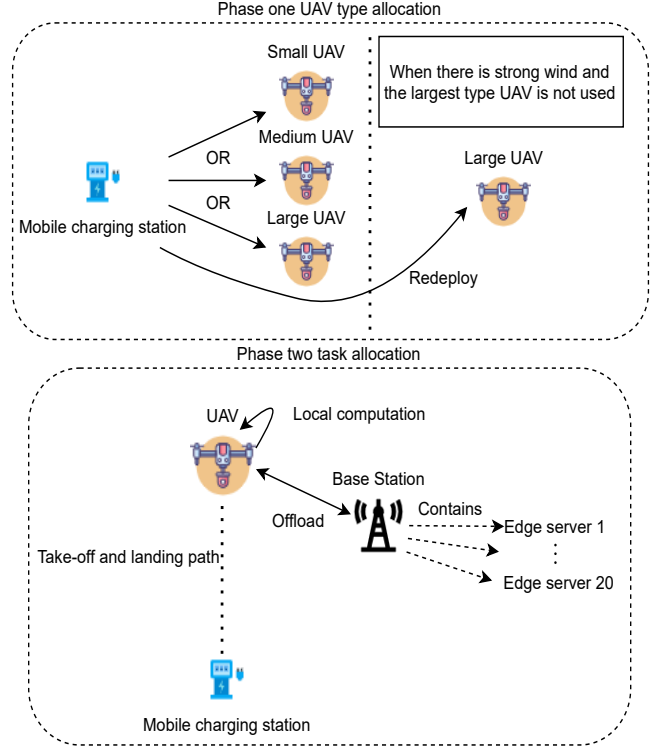 Phase one UAV type allocation
Small UAV
When there is strong wind and
the largest type UAV is not used
Medium UAV
OR
Large UAV
OR
Large UAV
Mobile charging station
Redeploy
Phase two task allocation
UAV
Local computation
Base Station
Contains
Offload
Edge server 1
Take-off and landing path
Edge server 20
Mobile charging station